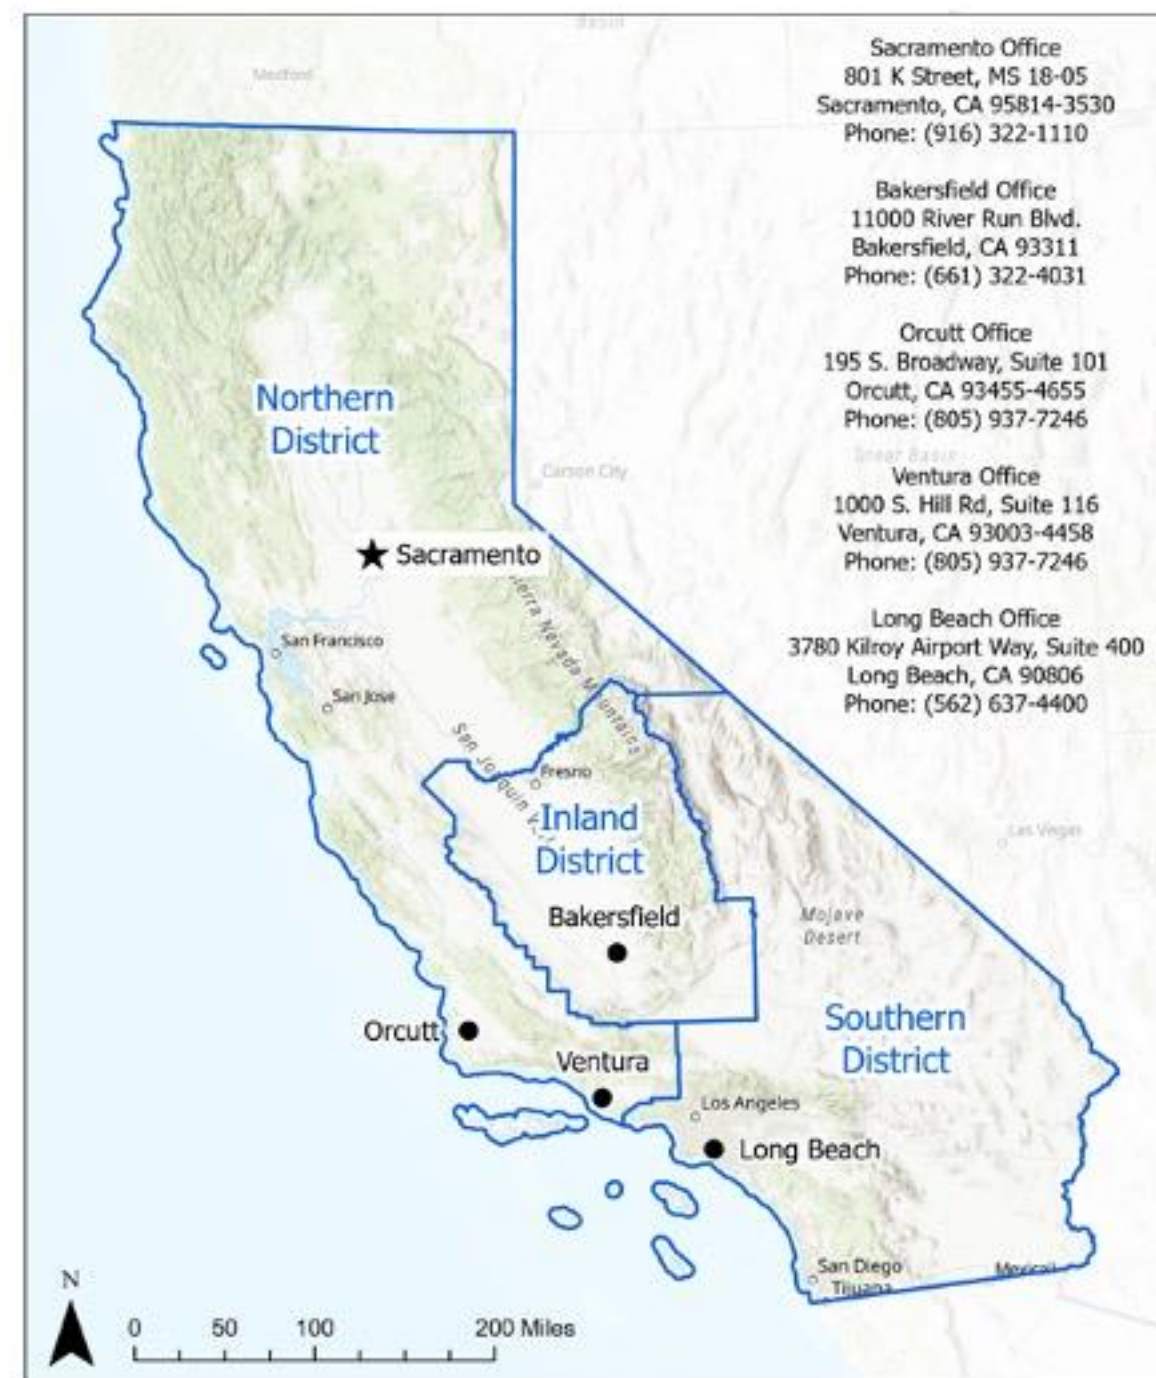 Basin
Medford
Sacramento Office
801 K Street, MS 18-05
Sacramento, CA 95814-3530
Phone: (916) 322-1110
Bakersfield Office
11000 River Run Blvd.
Bakersfield, CA 93311
Phone: (661) 322-4031
Orcutt Office
195 S. Broadway, Suite 101
Orcutt, CA 93455-4655
Phone: (805) 937-7246
Great Basin
Ventura Office
1000 S. Hill Rd, Suite 116
Ventura, CA 93003-4458
Phone: (805) 937-7246
Long Beach Office
3780 Kilroy Airport Way, Suite 400
Long Beach, CA 90806
Phone: (562) 637-4400
Northern
District
Carson City
Sacramento
Sierra Nevada Mountains
San Francisco
San Jose
San Joaquin
Fresno
Inland
District
Las Vegas
Bakersfield
Mojave
Desert
Southern
District
Orcutt
Ventura
Los Angeles
Long Beach
San Diego
Tijuana
Mexicali
N
0 50 100 200 Miles